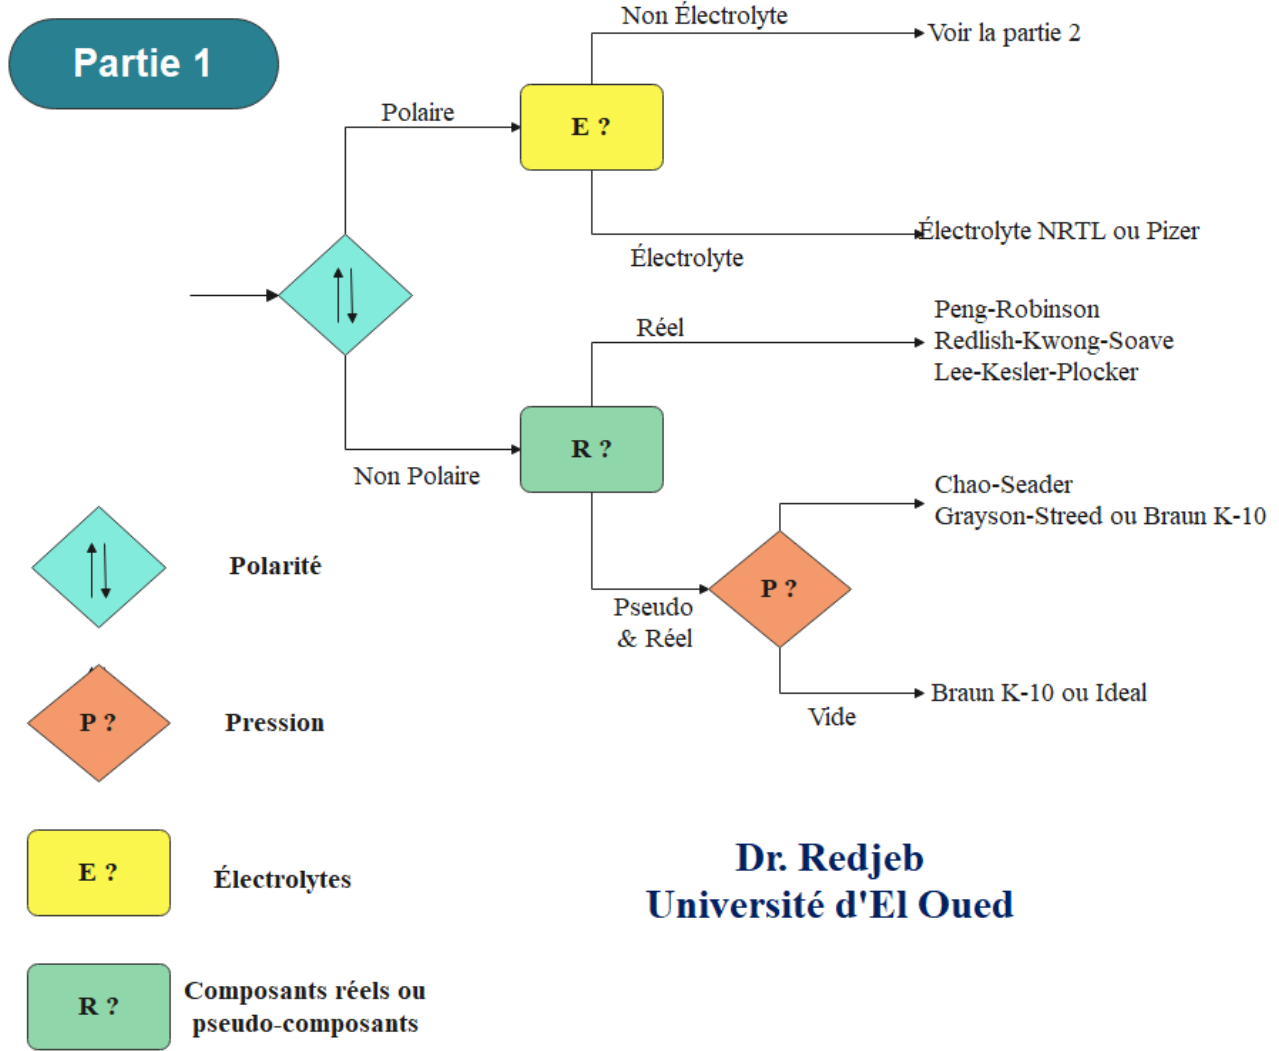 Partie 1
Non Électrolyte
Voir la partie 2
Polaire
E ?
Électrolyte NRTL ou Pizer
Électrolyte
Réel
Peng-Robinson
Redlish-Kwong-Soave
Lee-Kesler-Plocker
R ?
Non Polaire
Chao-Seader
Grayson-Streed ou Braun K-10
P ?
Pseudo
& Réel
Braun K-10 ou Ideal
Vide
Polarité
P ?
Pression
E ?
Électrolytes
R ?
Composants réels ou
pseudo-composants
Dr. Redjeb
Université d'El Oued